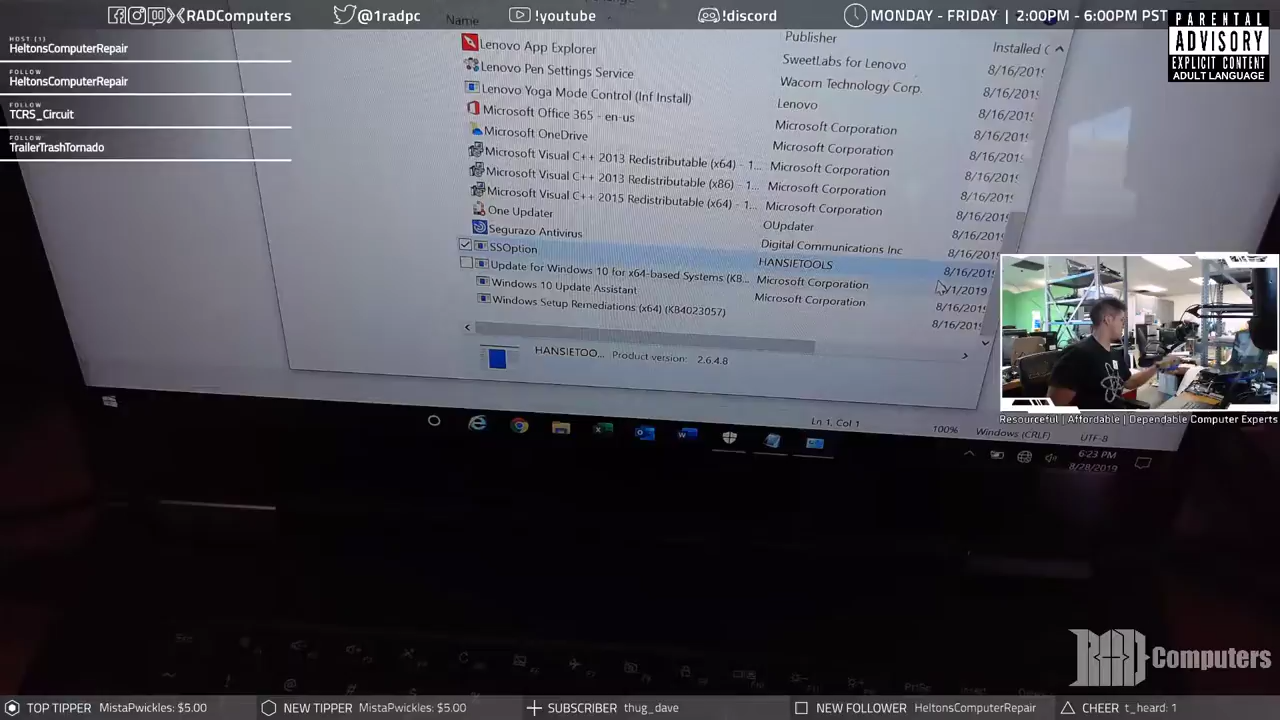 RADComputers
@1radpc
!youtube
!discord
MONDAY - FRIDAY | 2:00PM - 6:00PM PST
PARENTAL
ADVISORY
EXPLICIT CONTENT
ADULT LANGUAGE
HOST [1]
HeltonsComputerRepair
FOLLOW
HeltonsComputerRepair
FOLLOW
TCRS_Circuit
FOLLOW
TrailerTrashTornado
Name
Publisher
Installed
Lenovo App Explorer
SweetLabs for Lenovo
Lenovo Pen Settings Service
Wacom Technology Corp.
Lenovo Yoga Mode Control (Inf Install)
Lenovo
Microsoft Office 365 - en-us
Microsoft Corporation
Microsoft OneDrive
Microsoft Corporation
Microsoft Visual C++ 2013 Redistributable (x64) - 1...
Microsoft Corporation
Microsoft Visual C++ 2013 Redistributable (x86) - 1...
Microsoft Corporation
Microsoft Visual C++ 2015 Redistributable (x64) - 1...
Microsoft Corporation
One Updater
OUpdater
Segurazo Antivirus
Digital Communications Inc
SSOption
HANSIETOOLS
Update for Windows 10 for x64-based Systems (KB...
Microsoft Corporation
Windows 10 Update Assistant
Microsoft Corporation
Windows Setup Remediations (x64) (KB4023057)
HANSIETOO... Product version: 2.6.4.8
Ln 1, Col 1
100%
Windows (CRLF)
UTF-8
6:23 PM
8/28/2019
Resourceful | Affordable | Dependable Computer Experts
RAD Computers
TOP TIPPER MistaPwickles: $5.00
NEW TIPPER MistaPwickles: $5.00
SUBSCRIBER thug_dave
NEW FOLLOWER HeltonsComputerRepair
CHEER t_heard: 1